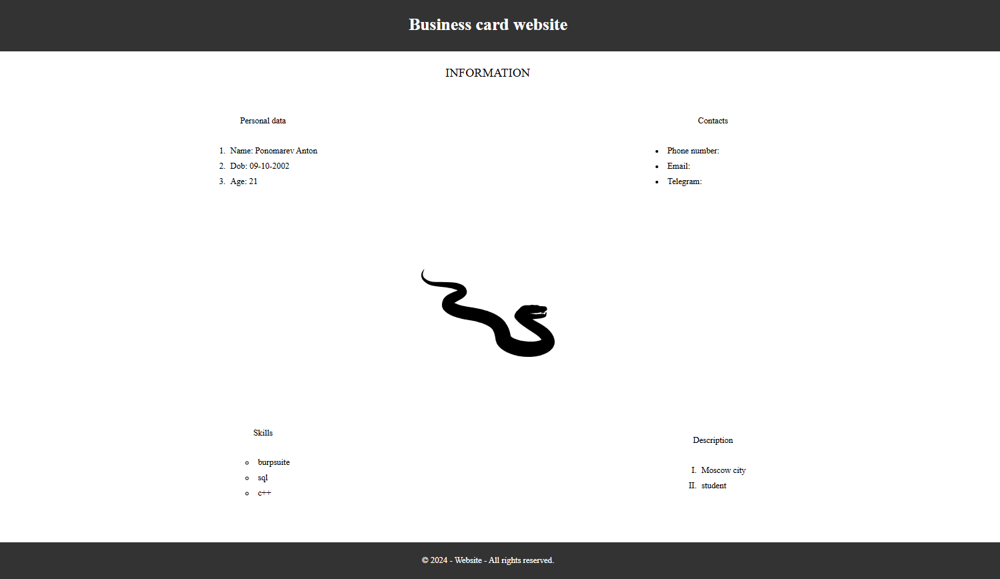 Business card website
INFORMATION
Personal data
1. Name: Ponomarev Anton
2. Dob: 09-10-2002
3. Age: 21
Contacts
• Phone number:
• Email:
• Telegram:
Skills
◦ burpsuite
◦ sql
◦ c++
Description
I. Moscow city
II. student
© 2024 - Website - All rights reserved.